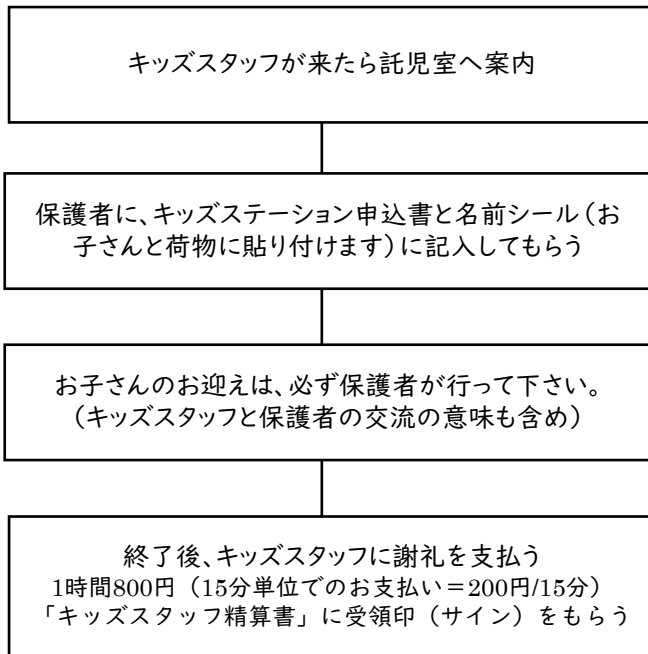 キッズスタッフが来たら託児室へ案内
保護者に、キッズステーション申込書と名前シール（お
子さんと荷物に貼り付けます）に記入してもらう
お子さんのお迎えは、必ず保護者が行って下さい。
（キッズスタッフと保護者の交流の意味も含め）
終了後、キッズスタッフに謝礼を支払う
1時間800円（15分単位でのお支払い＝200円/15分）
「キッズスタッフ精算書」に受領印（サイン）をもらう